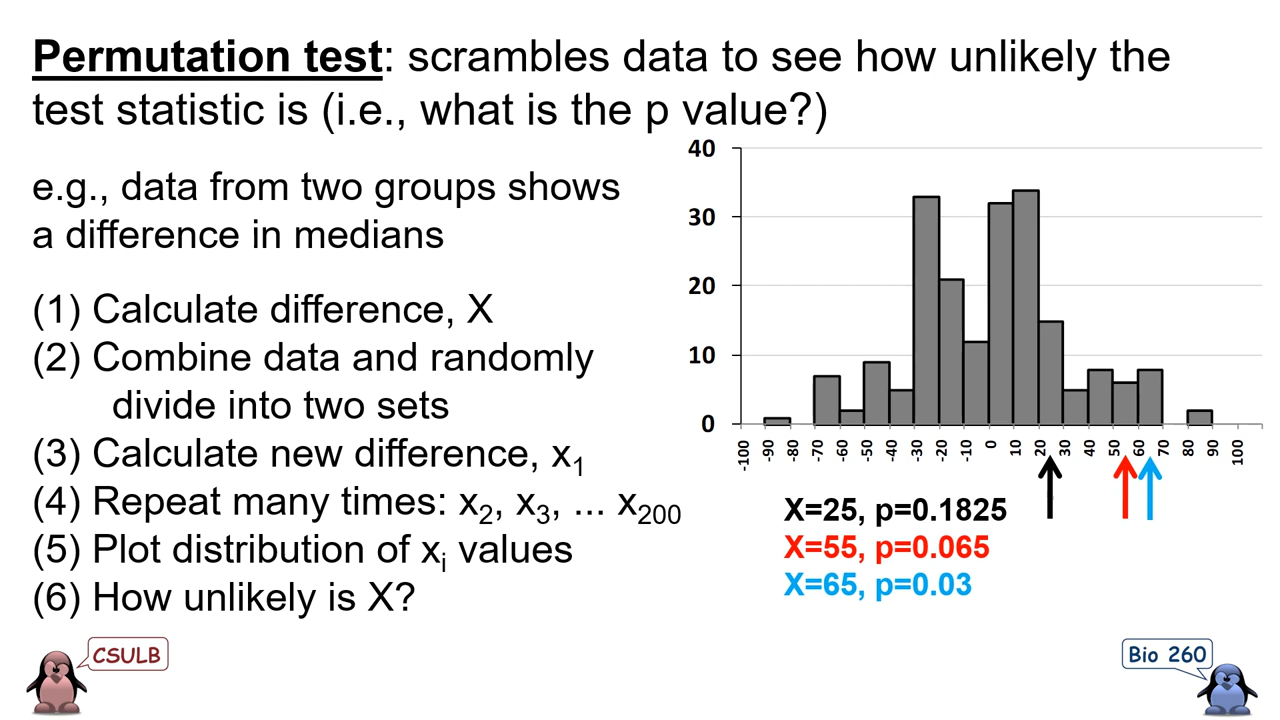 Permutation test: scrambles data to see how unlikely the
test statistic is (i.e., what is the p value?)
e.g., data from two groups shows
a difference in medians
(1) Calculate difference, X
(2) Combine data and randomly
divide into two sets
(3) Calculate new difference, x₁
(4) Repeat many times: x₂, x₃, ... x₂₀₀
(5) Plot distribution of xᵢ values
(6) How unlikely is X?
40
30
20
10
0
-100 -90 -80 -70 -60 -50 -40 -30 -20 -10 0 10 20 30 40 50 60 70 80 90 100
X=25, p=0.1825
X=55, p=0.065
X=65, p=0.03
CSULB
Bio 260